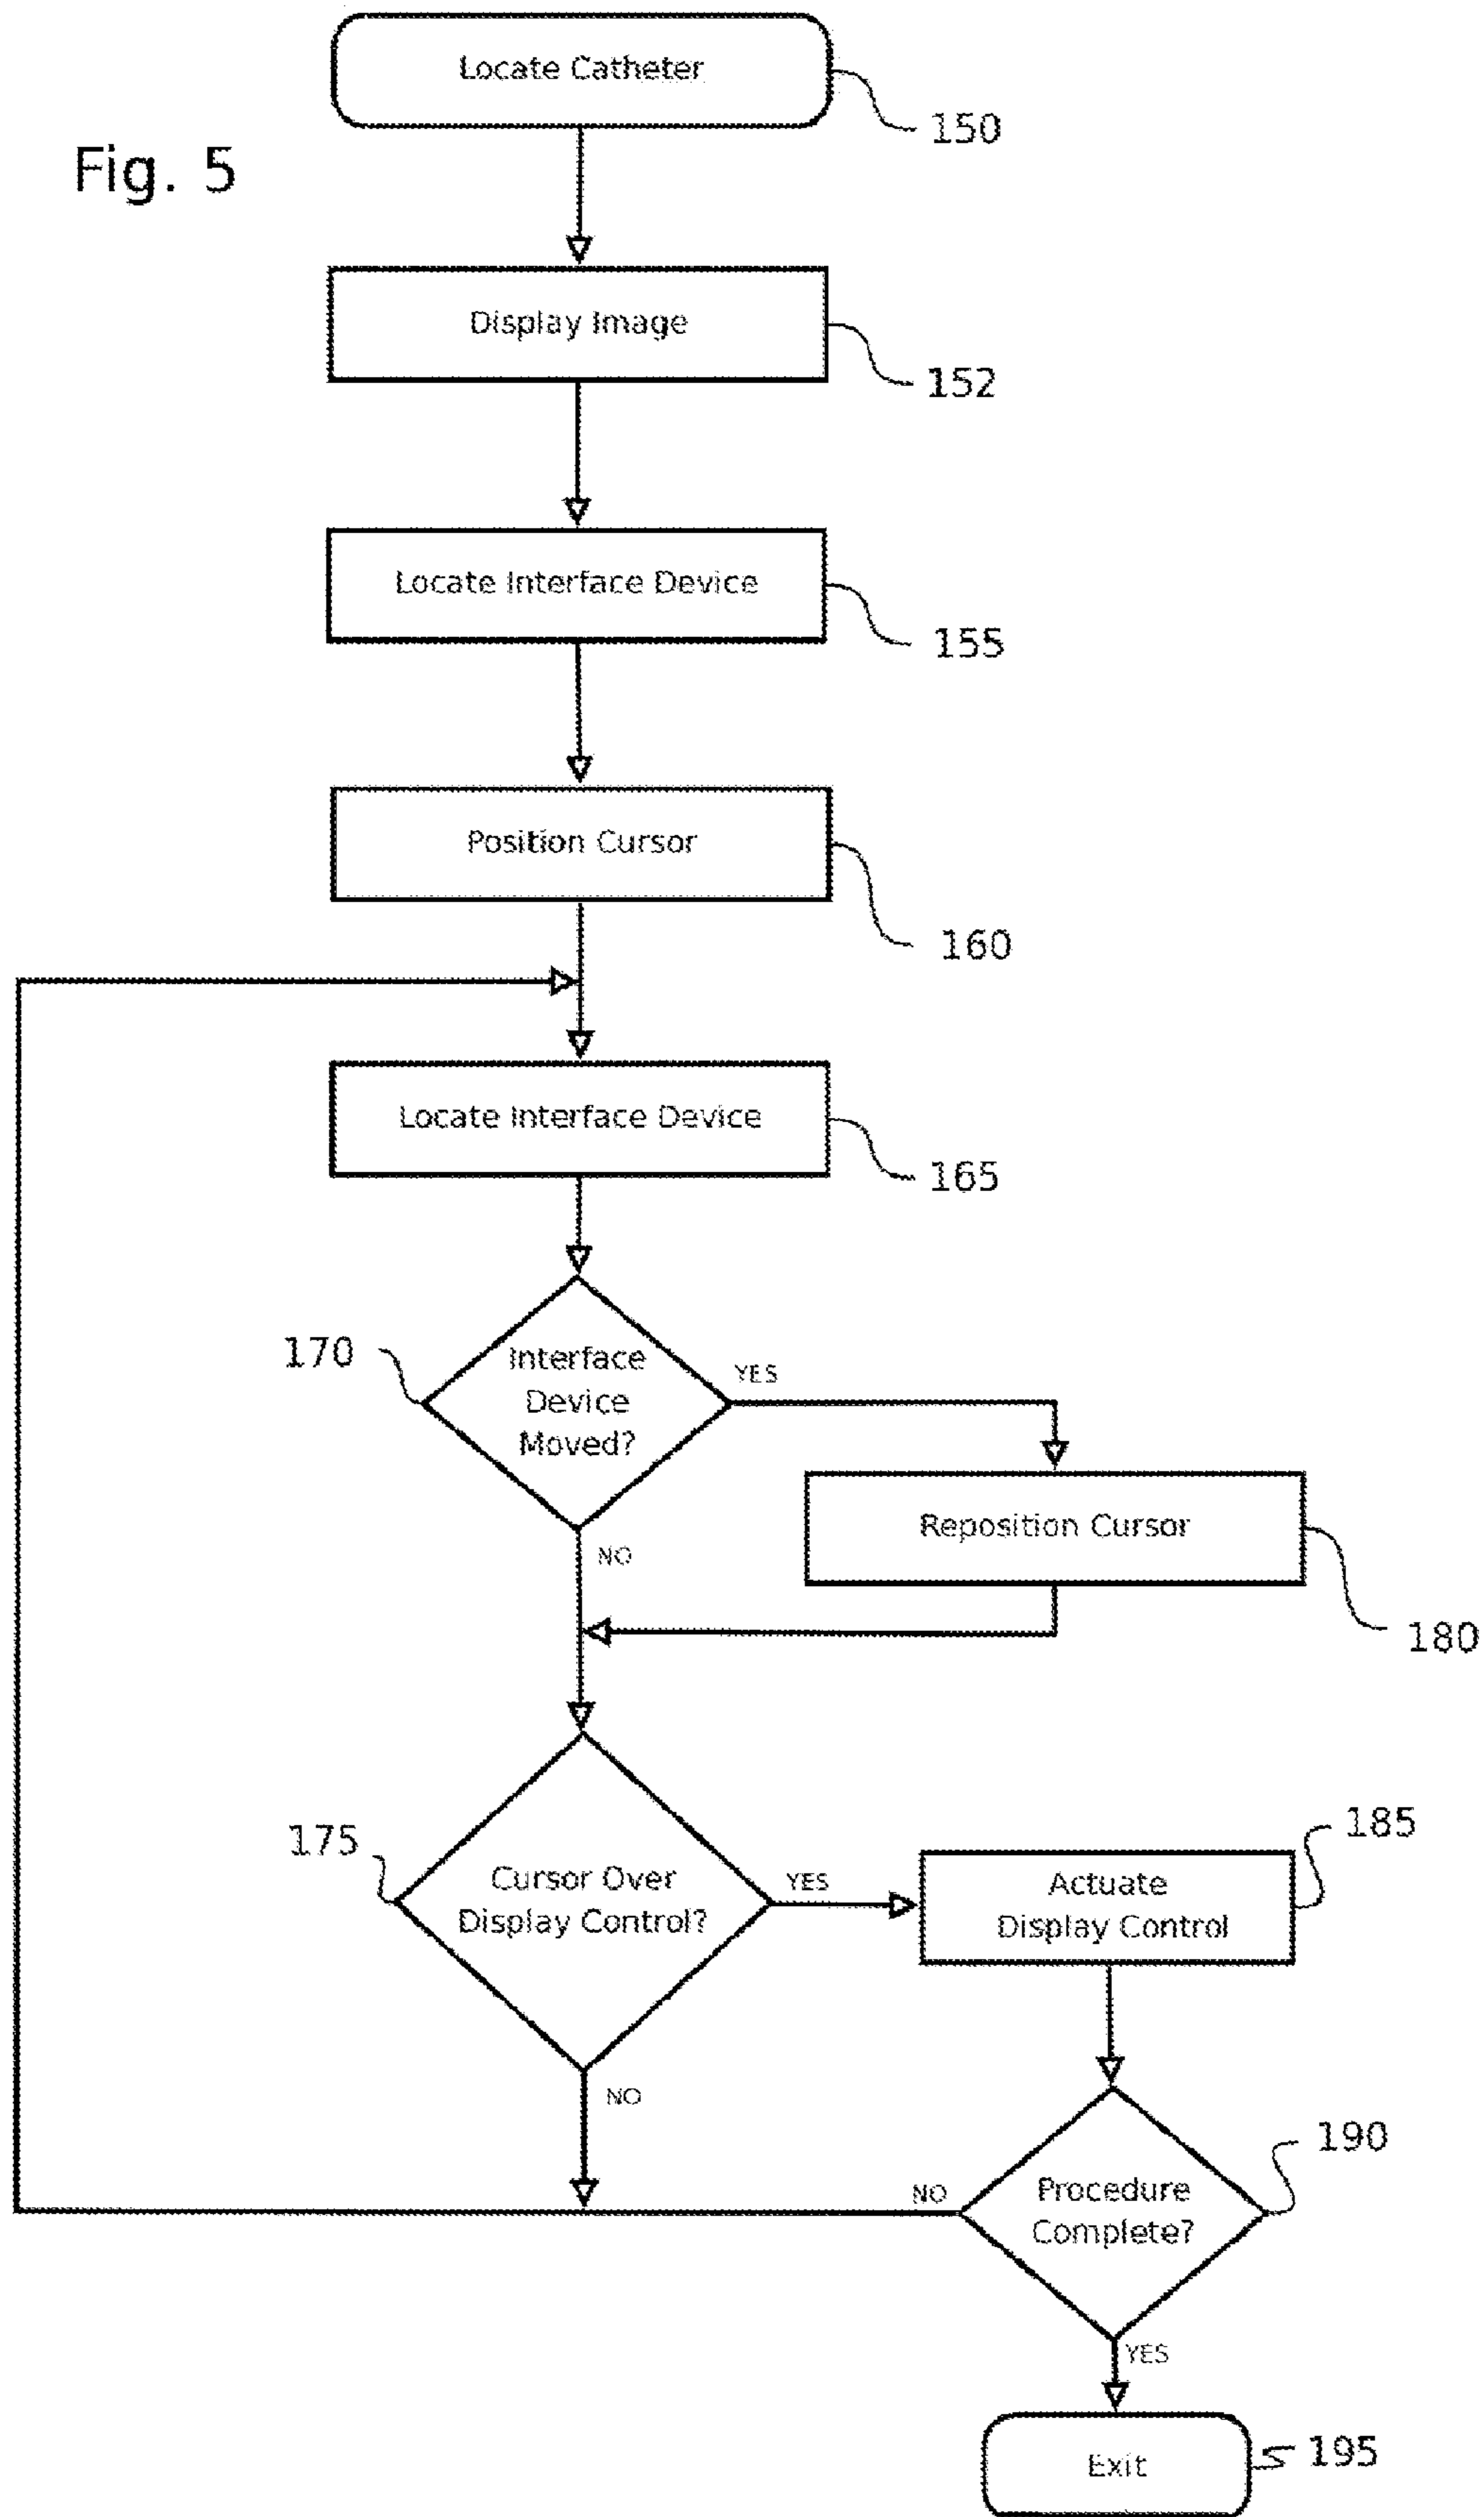 Locate Catheter
150
Fig. 5
Display Image
152
Locate Interface Device
155
Position Cursor
160
Locate Interface Device
165
170
Interface
Device
Moved?
YES
Reposition Cursor
NO
180
175
185
Cursor Over
Display Control?
YES
Actuate
Display Control
NO
190
NO
Procedure
Complete?
YES
Exit
195